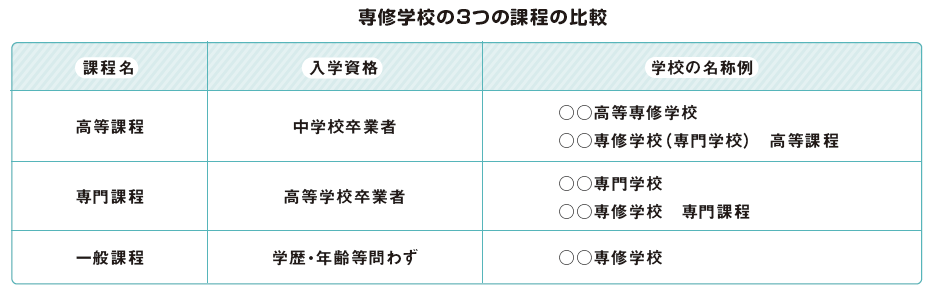 専修学校の3つの課程の比較
課程名　入学資格　学校の名称例
高等課程　中学校卒業者　○○高等専修学校
○○専修学校(専門学校)　高等課程
専門課程　高等学校卒業者　○○専門学校
○○専修学校　専門課程
一般課程　学歴・年齢等問わず　○○専修学校